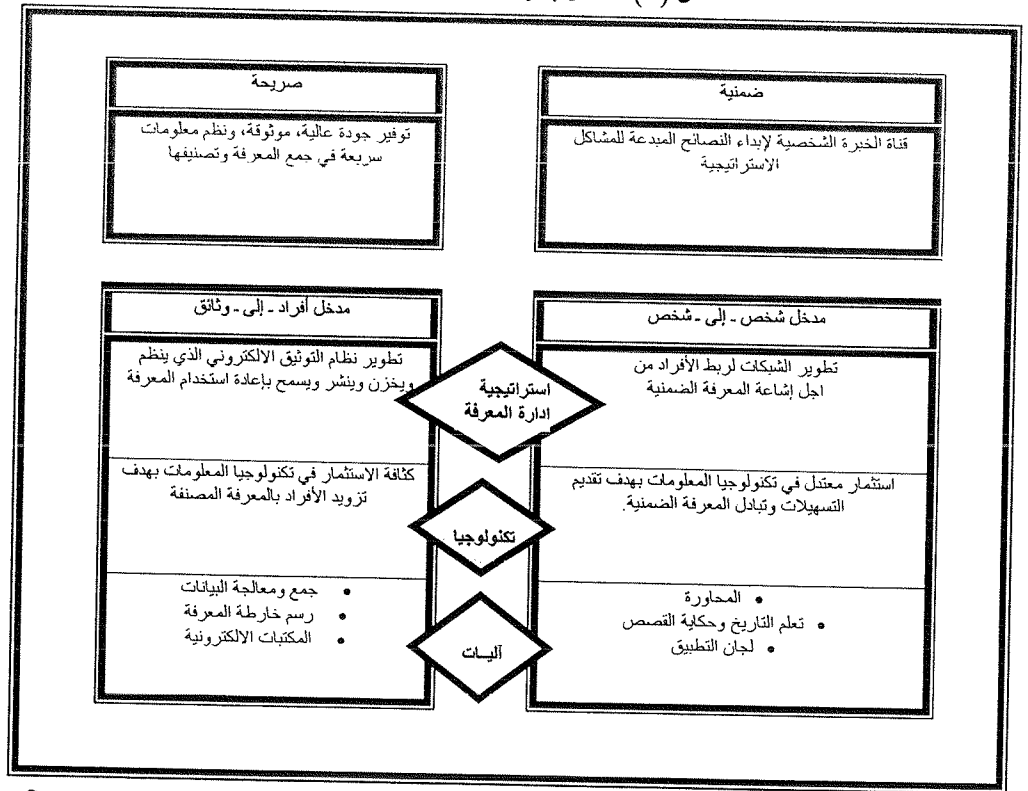 ضمنية
قناة الخبرة الشخصية لإبداء النصائح المبدعة للمشاكل
الاستراتيجية
صريحة
توفير جودة عالية، موثوقة، ونظم معلومات
سريعة في جمع المعرفة وتصنيفها
مدخل شخص - إلى - شخص
تطوير الشبكات لربط الأفراد من
اجل إشاعة المعرفة الضمنية
استراتيجية
ادارة المعرفة
مدخل أفراد - إلى - وثائق
تطوير نظام التوثيق الالكتروني الذي ينظم
ويخزن وينشر ويسمح بإعادة استخدام المعرفة
استثمار معتدل في تكنولوجيا المعلومات بهدف تقديم
التسهيلات وتبادل المعرفة الضمنية.
تكنولوجيا
كثافة الاستثمار في تكنولوجيا المعلومات بهدف
تزويد الأفراد بالمعرفة المصنفة
• المحاورة
• تعلم التاريخ وحكاية القصص
• لجان التطبيق
آليـات
• جمع ومعالجة البيانات
• رسم خارطة المعرفة
• المكتبات الالكترونية